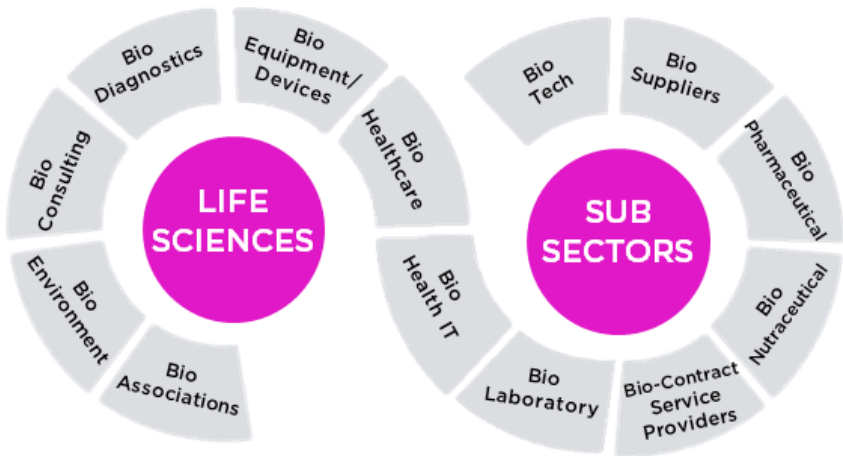 Bio
Associations
Bio
Environment
Bio
Consulting
Bio
Diagnostics
Bio
Equipment/
Devices
Bio
Healthcare
LIFE
SCIENCES
Bio
Health IT
Bio
Laboratory
Bio-Contract
Service
Providers
Bio
Nutraceutical
Bio
Pharmaceutical
Bio
Suppliers
Bio
Tech
SUB
SECTORS